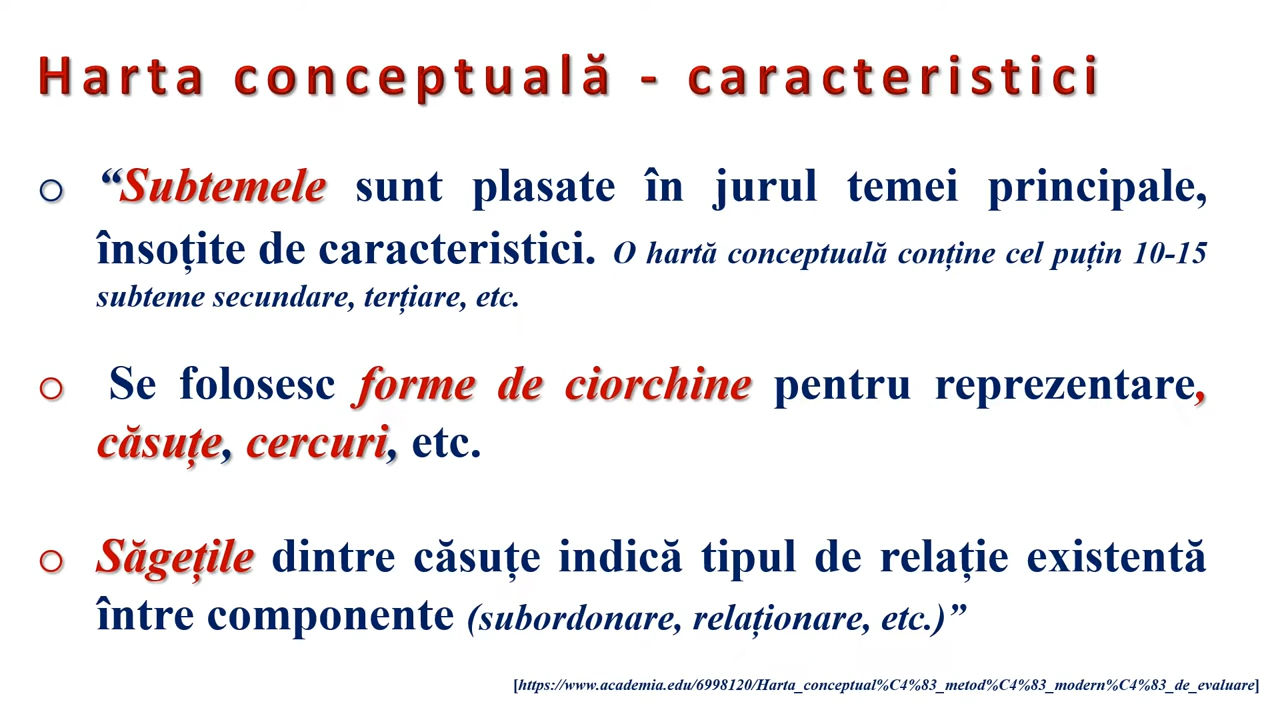 Harta conceptuală - caracteristici
o “Subtemele sunt plasate în jurul temei principale,
însoțite de caracteristici. O hartă conceptuală conține cel puțin 10-15
subteme secundare, terțiare, etc.
o Se folosesc forme de ciorchine pentru reprezentare,
căsuțe, cercuri, etc.
o Săgețile dintre căsuțe indică tipul de relație existentă
între componente (subordonare, relaționare, etc.)”
[https://www.academia.edu/6998120/Harta_conceptual%C4%83_metod%C4%83_modern%C4%83_de_evaluare]